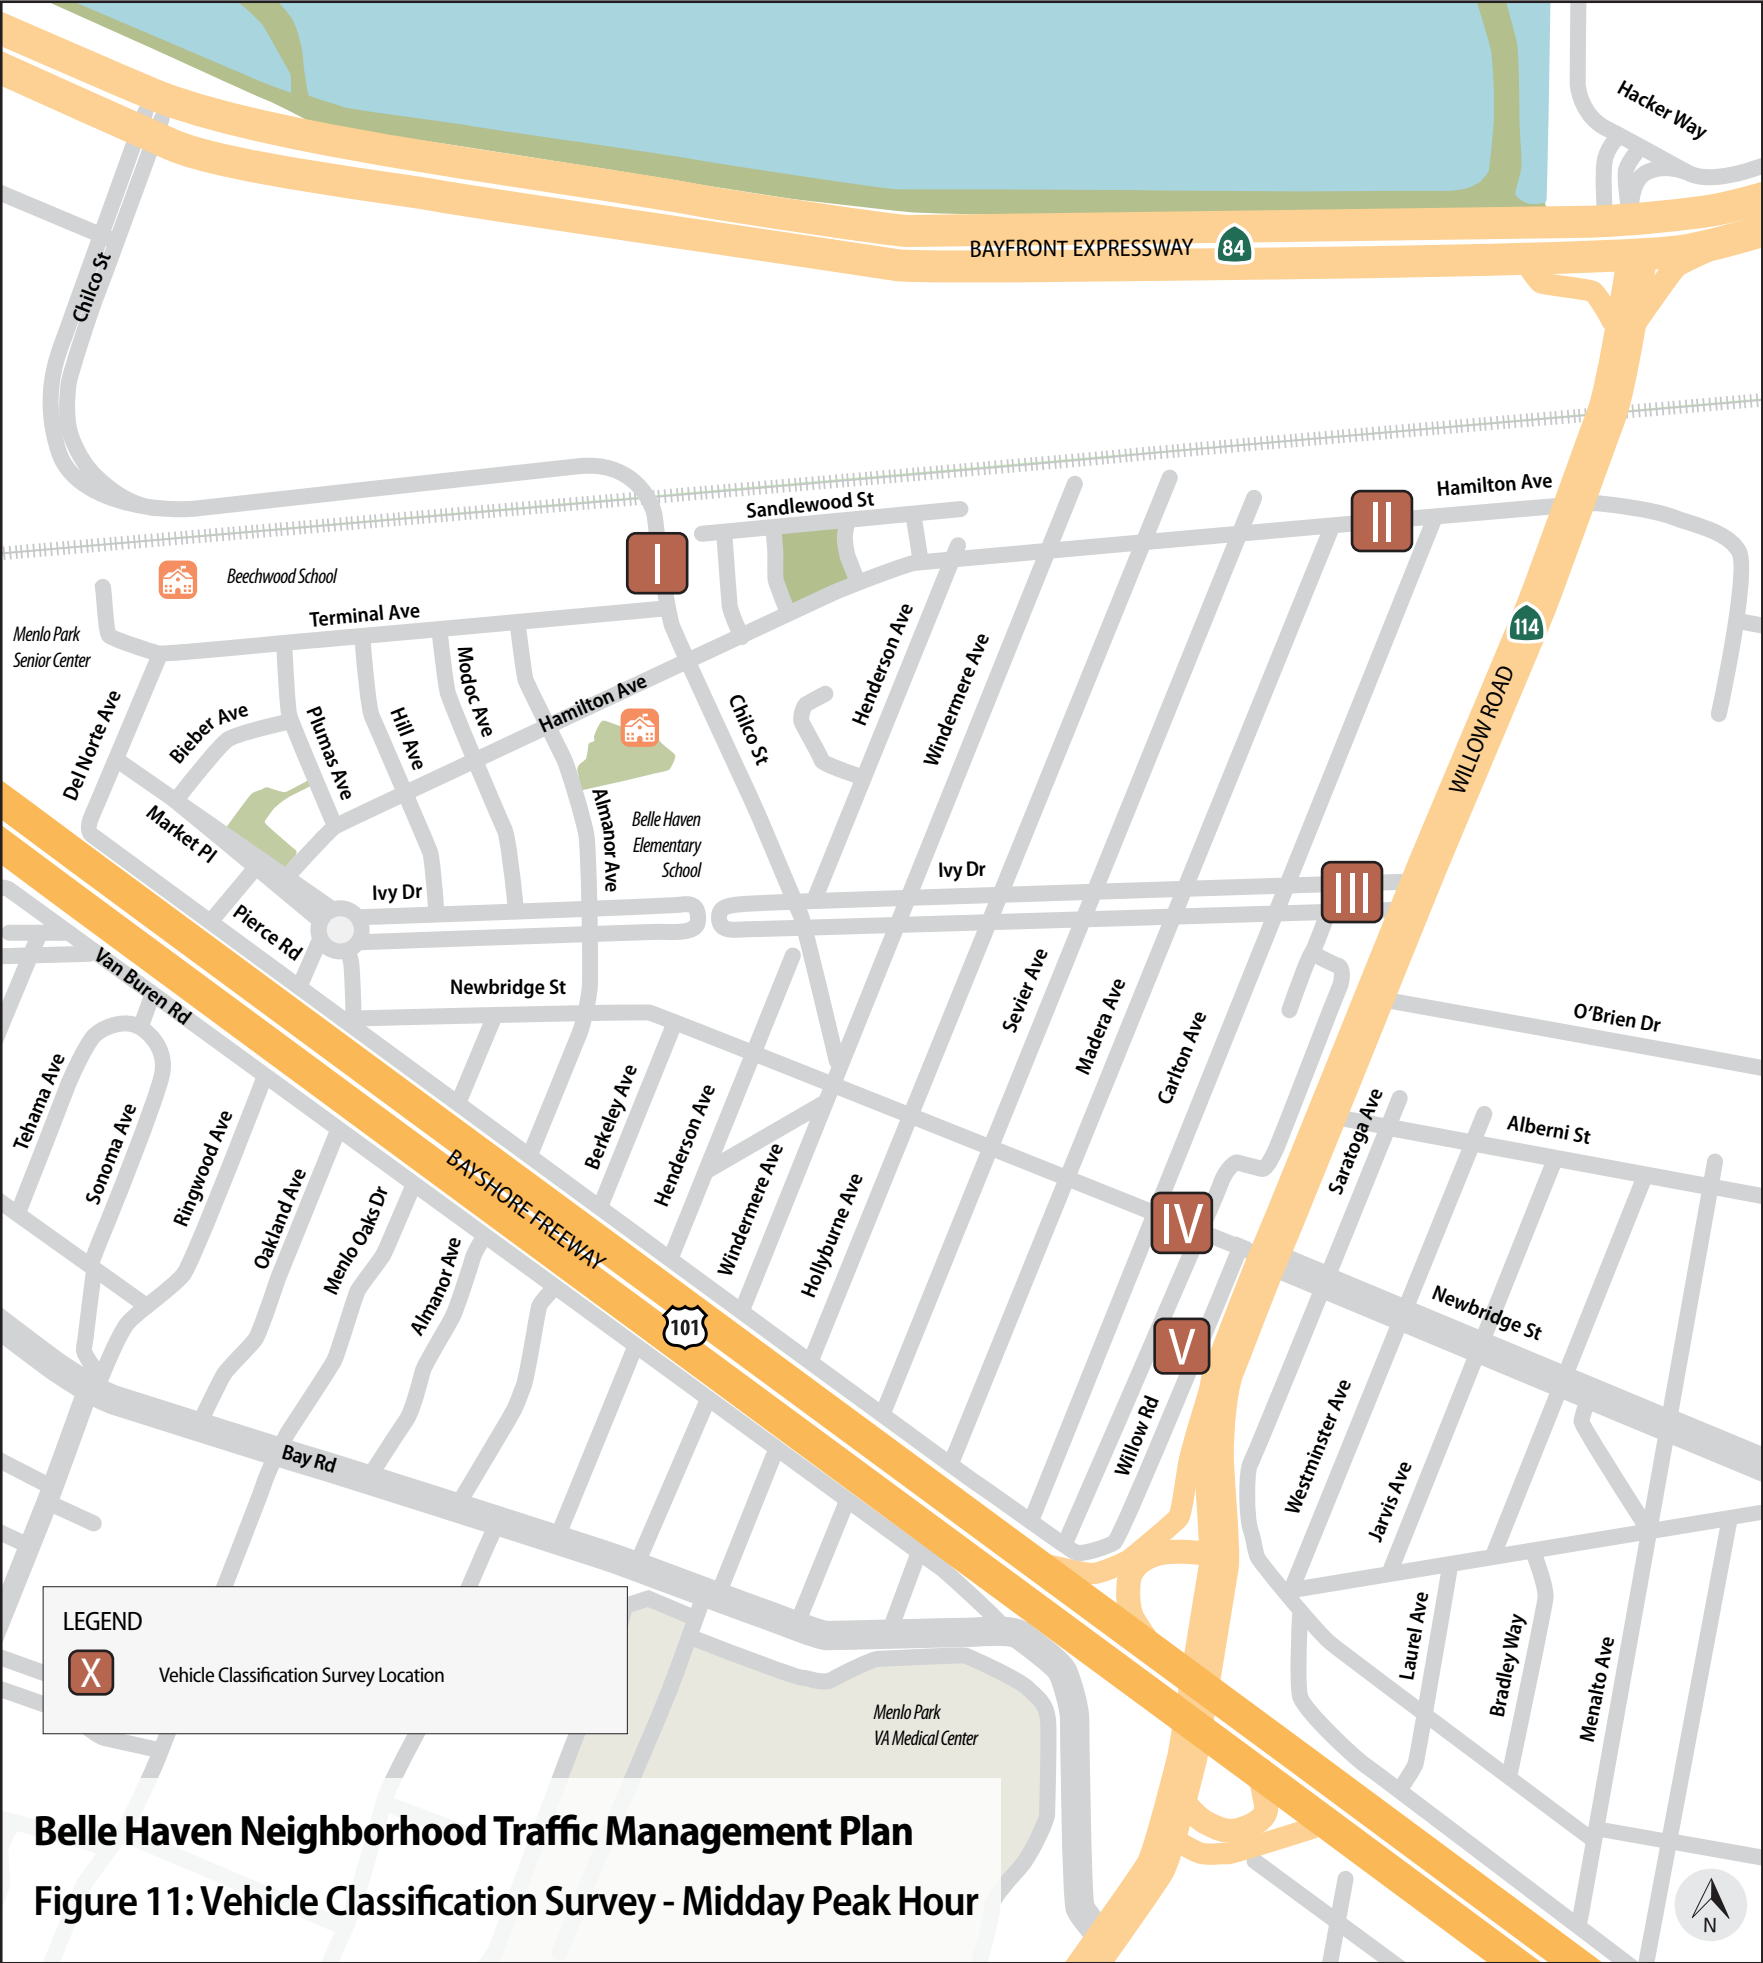 Hacker Way
BAYFRONT EXPRESSWAY
84
Chilco St
Hamilton Ave
Sandlewood St
II
I
Beechwood School
Terminal Ave
Menlo Park
Senior Center
114
Henderson Ave
Windermere Ave
Modoc Ave
Hamilton Ave
Del Norte Ave
Bieber Ave
Plumas Ave
Hill Ave
Chilco St
WILLOW ROAD
Market Pl
Almanor Ave
Belle Haven
Elementary
School
Ivy Dr
Ivy Dr
III
Pierce Rd
Van Buren Rd
Newbridge St
Sevier Ave
Madera Ave
Carlton Ave
O'Brien Dr
Tehama Ave
Sonoma Ave
Ringwood Ave
Berkeley Ave
Henderson Ave
Saratoga Ave
Alberni St
Oakland Ave
Menlo Oaks Dr
Almanor Ave
BAYSHORE FREEWAY
Windermere Ave
Hollyburne Ave
IV
Newbridge St
101
V
Willow Rd
Westminster Ave
Jarvis Ave
Bay Rd
Laurel Ave
Bradley Way
Menalto Ave
LEGEND
X
Vehicle Classification Survey Location
Menlo Park
VA Medical Center
Belle Haven Neighborhood Traffic Management Plan
Figure 11: Vehicle Classification Survey - Midday Peak Hour
N